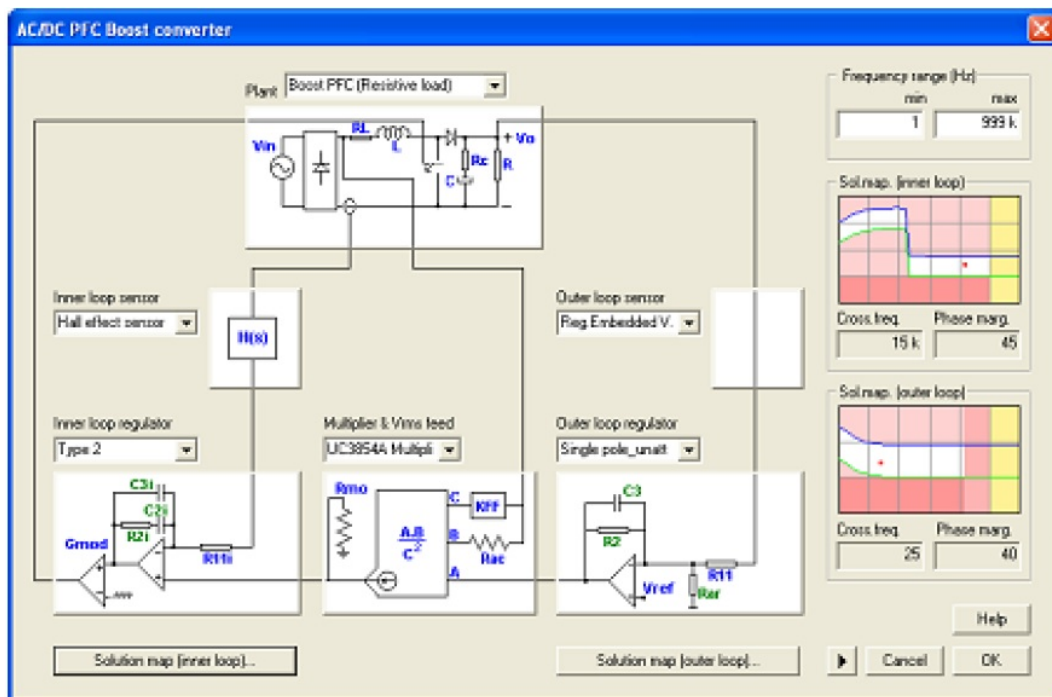 AC/DC PFC Boost converter
Plant
Boost PFC (Resistive load)
Vin
RL
L
+ Vo
Rc
R
C
Frequency range (Hz)
min
max
1
999 k
Sol.map. (inner loop)
Cross.freq.
Phase marg.
15 k
45
Inner loop sensor
Hall effect sensor
H(s)
Outer loop sensor
Reg.Embedded V.
Sol.map. (outer loop)
Cross.freq.
Phase marg.
25
40
Inner loop regulator
Type 2
C3i
C2i
R2i
Gmod
R11i
Multiplier & Vrms feed
UC3854A Multipli
Rmo
C
KFF
A.B
C²
B
Rac
A
Outer loop regulator
Single pole_unatt
C3
R2
R11
Vref
Rar
Solution map (inner loop)...
Solution map (outer loop)...
Help
Cancel
OK